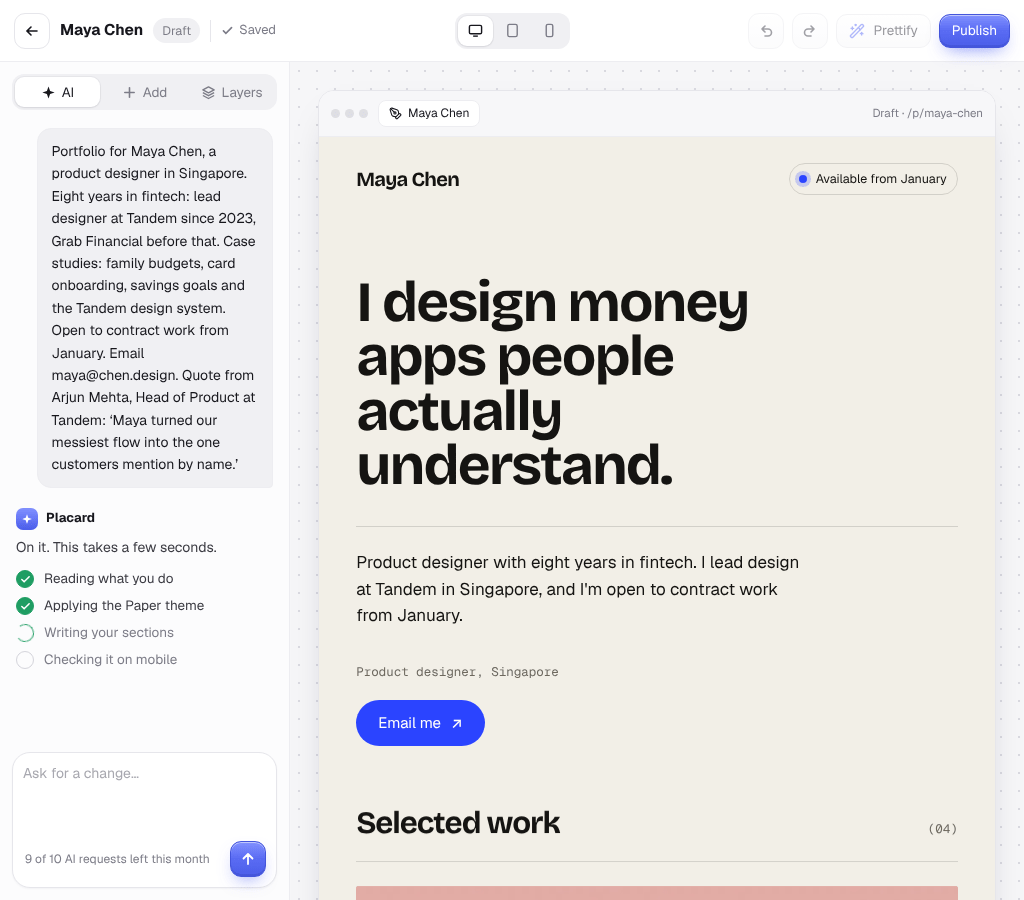 Maya Chen
Draft
Saved
Prettify
Publish
AI
Add
Layers
Portfolio for Maya Chen, a
product designer in Singapore.
Eight years in fintech: lead
designer at Tandem since 2023,
Grab Financial before that. Case
studies: family budgets, card
onboarding, savings goals and
the Tandem design system.
Open to contract work from
January. Email
maya@chen.design. Quote from
Arjun Mehta, Head of Product at
Tandem: ‘Maya turned our
messiest flow into the one
customers mention by name.’
Placard
On it. This takes a few seconds.
Reading what you do
Applying the Paper theme
Writing your sections
Checking it on mobile
Ask for a change…
9 of 10 AI requests left this month
Maya Chen
Draft · /p/maya-chen
Maya Chen
Available from January
I design money
apps people
actually
understand.
Product designer with eight years in fintech. I lead design
at Tandem in Singapore, and I'm open to contract work
from January.
Product designer, Singapore
Email me
Selected work
(04)